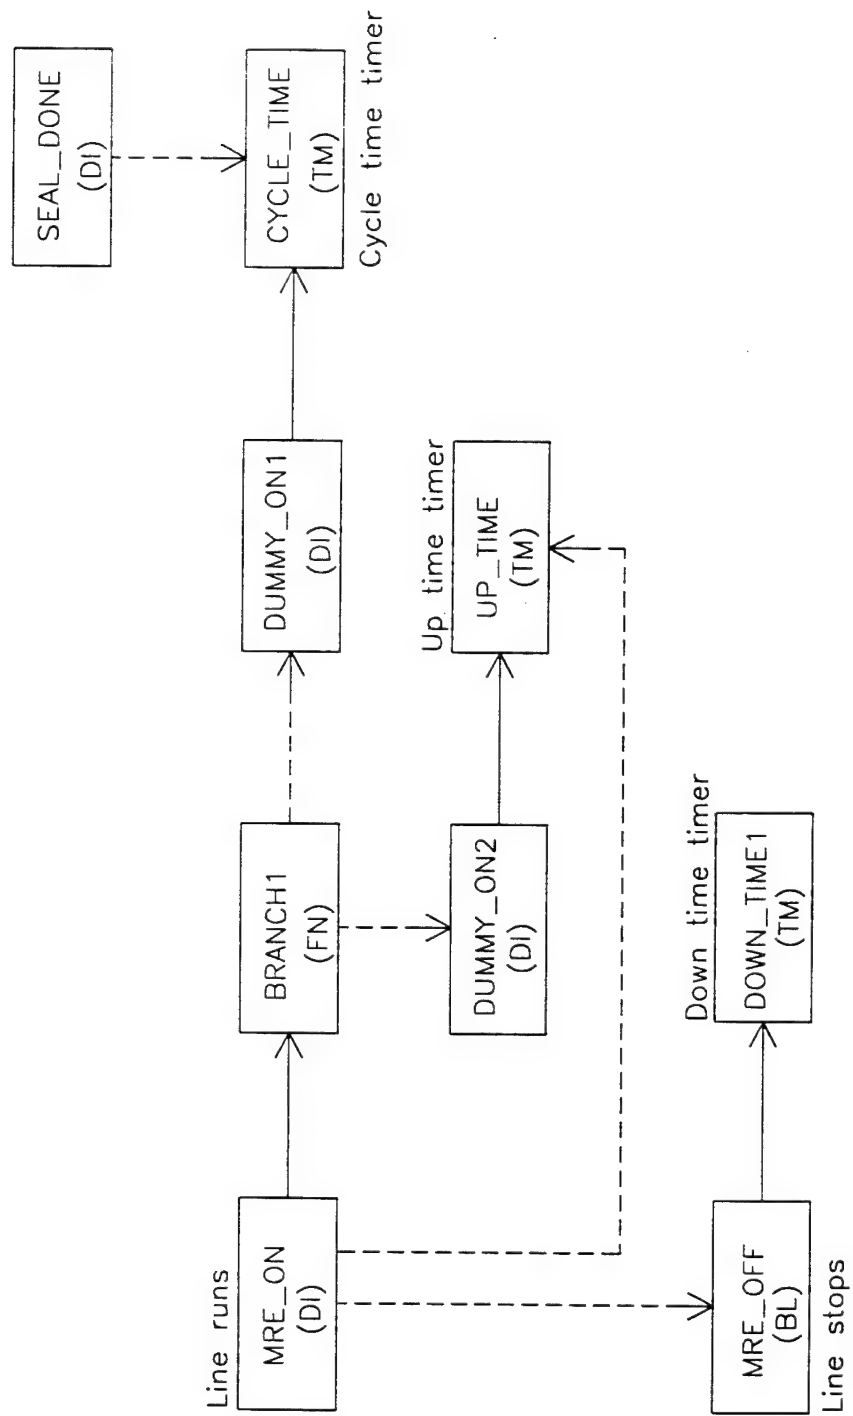 SEAL_DONE
(DI)
Line runs
MRE_ON
(DI)
BRANCH1
(FN)
DUMMY_ON1
(DI)
CYCLE_TIME
(TM)
Cycle time timer
DUMMY_ON2
(DI)
Up time timer
UP_TIME
(TM)
MRE_OFF
(BL)
Line stops
Down time timer
DOWN_TIME1
(TM)